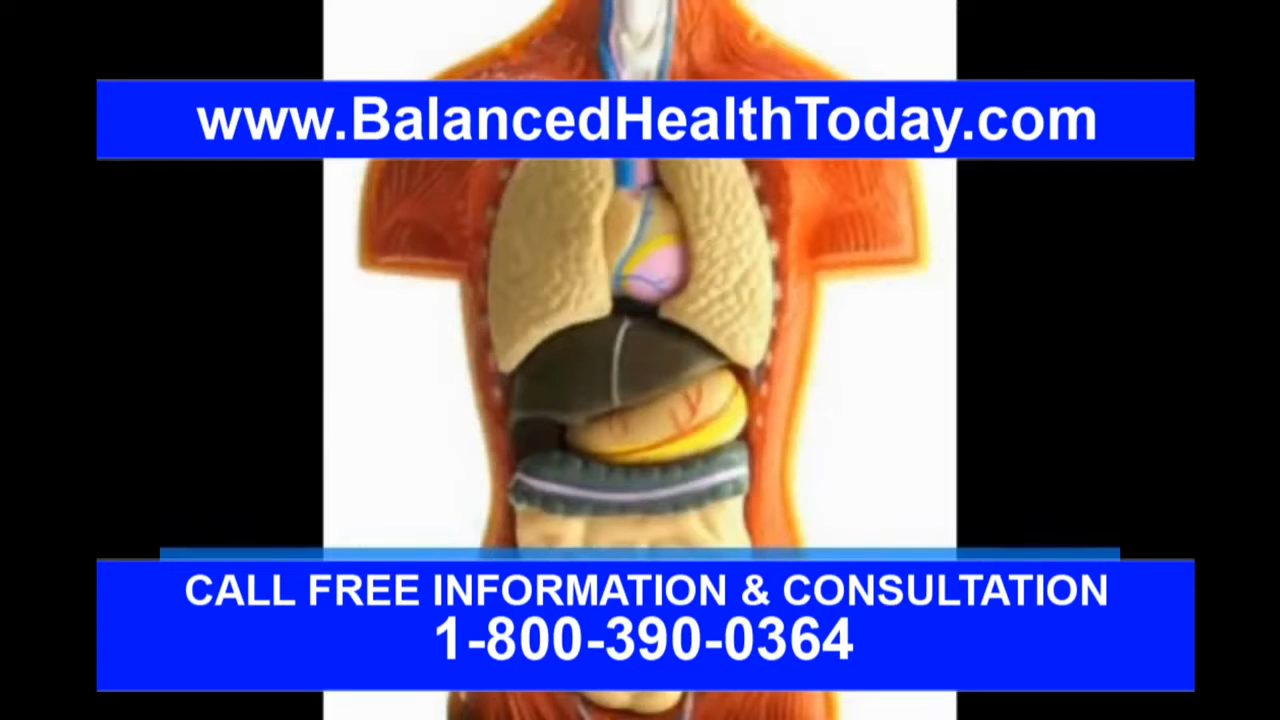 www.BalancedHealthToday.com
CALL FREE INFORMATION & CONSULTATION
1-800-390-0364